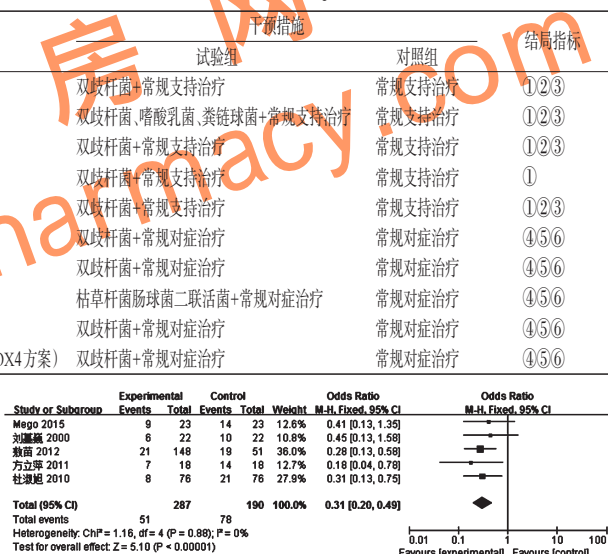 房 网
harmacy.com
干预措施
结局指标
试验组 对照组
双歧杆菌+常规支持治疗 常规支持治疗 ①②③
双歧杆菌、嗜酸乳菌、粪链球菌+常规支持治疗 常规支持治疗 ①②③
双歧杆菌+常规支持治疗 常规支持治疗 ①②③
双歧杆菌+常规支持治疗 常规支持治疗 ①
双歧杆菌+常规支持治疗 常规支持治疗 ①②③
双歧杆菌+常规对症治疗 常规对症治疗 ④⑤⑥
双歧杆菌+常规对症治疗 常规对症治疗 ④⑤⑥
枯草杆菌肠球菌二联活菌+常规对症治疗 常规对症治疗 ④⑤⑥
双歧杆菌+常规对症治疗 常规对症治疗 ④⑤⑥
OX4方案） 双歧杆菌+常规对症治疗 常规对症治疗 ④⑤⑥
Experimental Control Odds Ratio Odds Ratio
Study or Subgroup Events Total Events Total Weight M-H, Fixed, 95% CI M-H, Fixed, 95% CI
Mego 2015 9 23 14 23 12.6% 0.41 [0.13, 1.35]
2000 6 22 10 22 10.8% 0.45 [0.13, 1.58]
敖苗 2012 21 148 19 51 36.0% 0.28 [0.13, 0.58]
方立萍 2011 7 18 14 18 13.0% 0.18 [0.04, 0.78]
2010 8 76 21 76 27.9% 0.31 [0.13, 0.75]
Total (95% CI) 287 190 100.0% 0.31 [0.20, 0.49]
Total events 51 78
Heterogeneity: Chi² = 1.16, df = 4 (P = 0.88); I² = 0%
Test for overall effect: Z = 5.10 (P < 0.00001)
0.01 0.1 1 10 100
Favours [experimental] Favours [control]